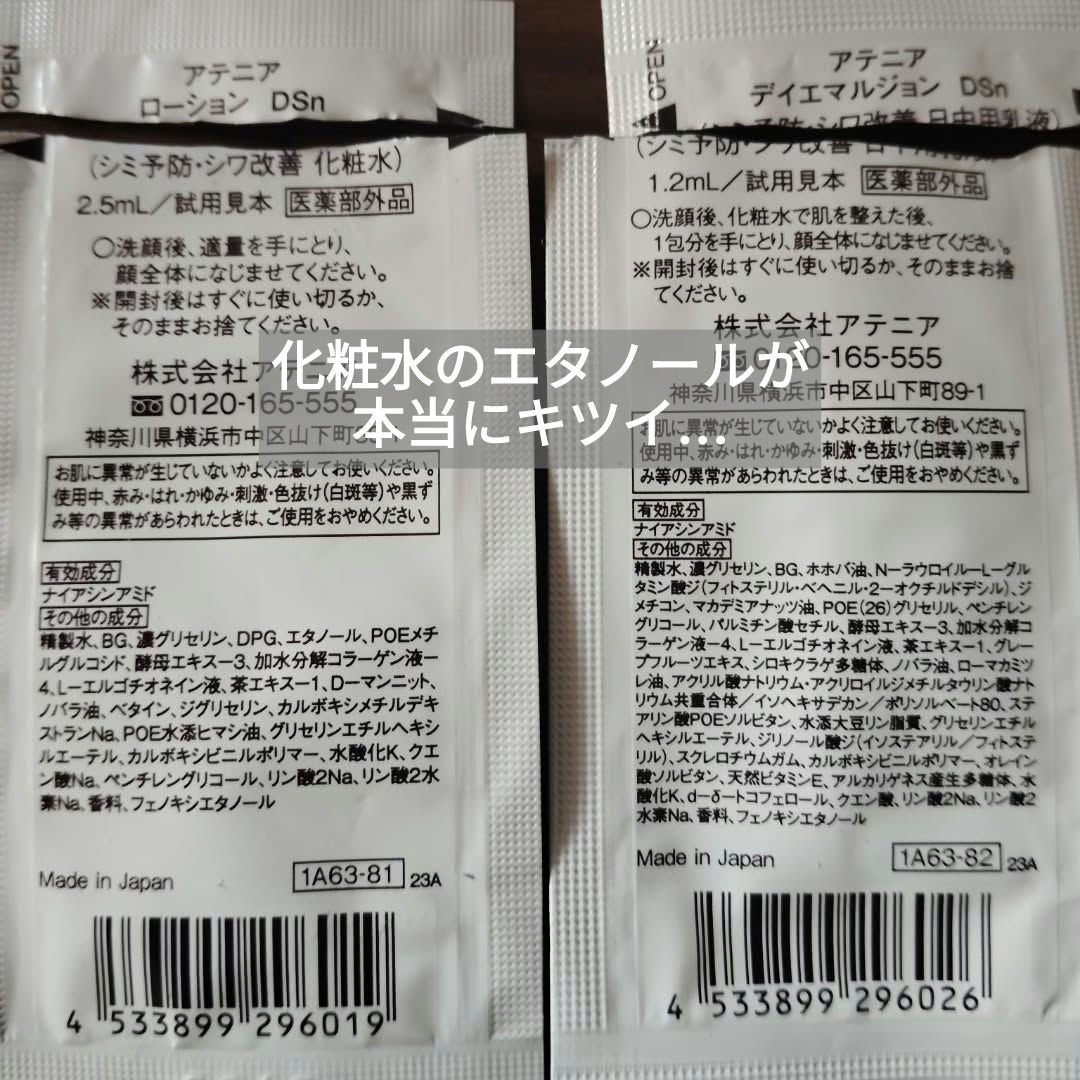 OPEN
アテニア
ローション DSn
(シミ予防・シワ改善 化粧水)
2.5mL/試用見本 医薬部外品
○洗顔後、適量を手にとり、
顔全体になじませてください。
※開封後はすぐに使い切るか、
そのままお捨てください。
株式会社アテニア
0120-165-555
神奈川県横浜市中区山下町89-1
お肌に異常が生じていないかよく注意してお使いください。
使用中、赤み・はれ・かゆみ・刺激・色抜け(白斑等)や黒ず
み等の異常があらわれたときは、ご使用をおやめください。
有効成分
ナイアシンアミド
その他の成分
精製水、BG、濃グリセリン、DPG、エタノール、POEメチ
ルグルコシド、酵母エキス-3、加水分解コラーゲン液-
4、L-エルゴチオネイン液、茶エキス-1、D-マンニット、
ノバラ油、ベタイン、ジグリセリン、カルボキシメチルデキ
ストランNa、POE水添ヒマシ油、グリセリンエチルヘキシ
ルエーテル、カルボキシビニルポリマー、水酸化K、クエ
ン酸Na、ペンチレングリコール、リン酸2Na、リン酸2水
素Na、香料、フェノキシエタノール
Made in Japan 1A63-81 23A
4 533899 296019
OPEN
アテニア
デイエマルジョン DSn
(シミ予防・シワ改善 日中用乳液)
1.2mL/試用見本 医薬部外品
○洗顔後、化粧水で肌を整えた後、
1包分を手にとり、顔全体になじませてください。
※開封後はすぐに使い切るか、そのままお捨
てください。
株式会社アテニア
0120-165-555
神奈川県横浜市中区山下町89-1
お肌に異常が生じていないかよく注意してお使いください。
使用中、赤み・はれ・かゆみ・刺激・色抜け(白斑等)や黒ず
み等の異常があらわれたときは、ご使用をおやめください。
有効成分
ナイアシンアミド
その他の成分
精製水、濃グリセリン、BG、ホホバ油、N-ラウロイル-L-グル
タミン酸ジ(フィトステリル・ベヘニル・2-オクチルドデシル)、ジ
メチコン、マカデミアナッツ油、POE(26)グリセリル、ペンチレン
グリコール、パルミチン酸セチル、酵母エキス-3、加水分解コ
ラーゲン液-4、L-エルゴチオネイン液、茶エキス-1、グレー
プフルーツエキス、シロキクラゲ多糖体、ノバラ油、ローマカミツ
レ油、アクリル酸ナトリウム・アクリロイルジメチルタウリン酸ナト
リウム共重合体/イソヘキサデカン/ポリソルベート80、ステ
アリン酸POEソルビタン、水添大豆リン脂質、グリセリンエチル
ヘキシルエーテル、ジリノール酸ジ(イソステアリル/フィトステ
リル)、スクレロチウムガム、カルボキシビニルポリマー、オレイン
酸ソルビタン、天然ビタミンE、アルカリゲネス産生多糖体、水
酸化K、d-δ-トコフェロール、クエン酸、リン酸2Na、リン酸2
水素Na、香料、フェノキシエタノール
Made in Japan 1A63-82 23A
4 533899 296026
化粧水のエタノールが
本当にキツイ…